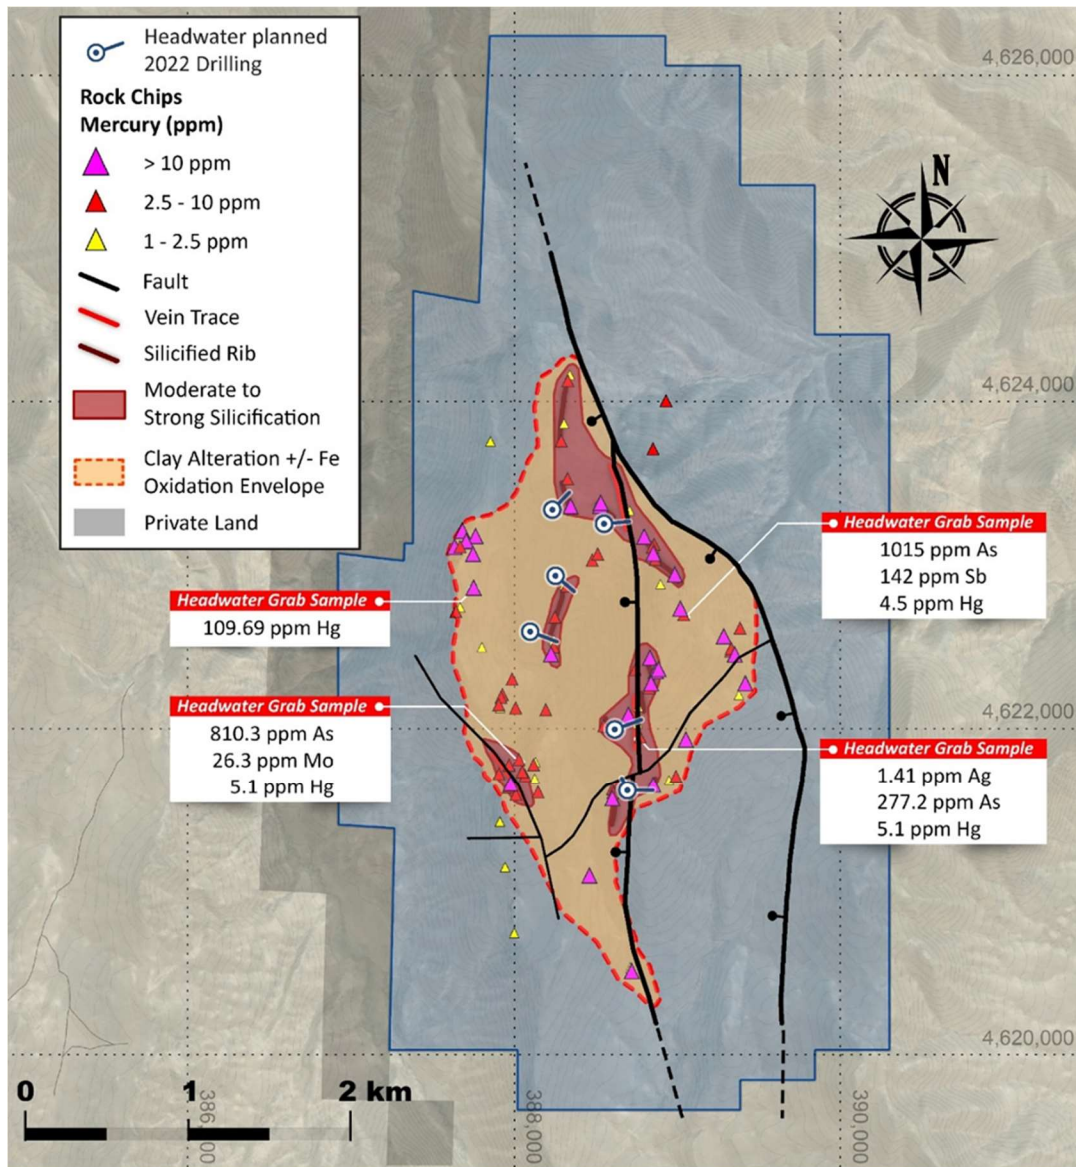 Headwater planned
2022 Drilling
Rock Chips
Mercury (ppm)
> 10 ppm
2.5 - 10 ppm
1 - 2.5 ppm
Fault
Vein Trace
Silicified Rib
Moderate to
Strong Silicification
Clay Alteration +/- Fe
Oxidation Envelope
Private Land
4,626,000
N
4,624,000
Headwater Grab Sample
1015 ppm As
142 ppm Sb
4.5 ppm Hg
Headwater Grab Sample
109.69 ppm Hg
Headwater Grab Sample
810.3 ppm As
26.3 ppm Mo
5.1 ppm Hg
4,622,000
Headwater Grab Sample
1.41 ppm Ag
277.2 ppm As
5.1 ppm Hg
4,620,000
0 1 2 km
388,000
390,000